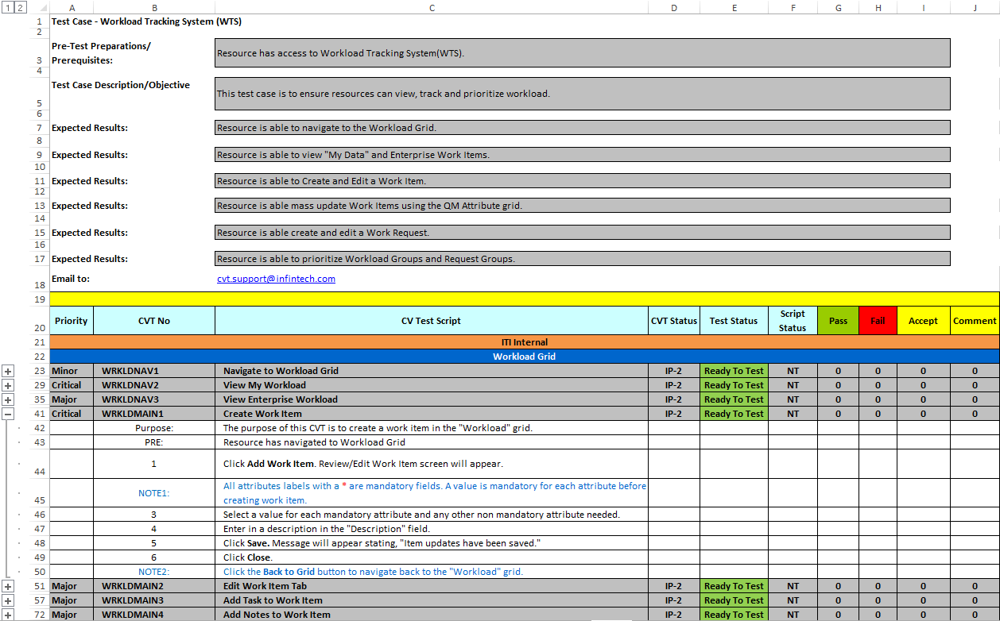 1 2
A B C D E F G H I J
1 Test Case - Workload Tracking System (WTS)
2
Pre-Test Preparations/
3 Prerequisites:
Resource has access to Workload Tracking System(WTS).
4
Test Case Description/Objective
This test case is to ensure resources can view, track and prioritize workload.
5
6
7 Expected Results: Resource is able to navigate to the Workload Grid.
8
9 Expected Results: Resource is able to view "My Data" and Enterprise Work Items.
10
11 Expected Results: Resource is able to Create and Edit a Work Item.
12
13 Expected Results: Resource is able mass update Work Items using the QM Attribute grid.
14
15 Expected Results: Resource is able create and edit a Work Request.
16
17 Expected Results: Resource is able to prioritize Workload Groups and Request Groups.
18 Email to: cvt.support@infintech.com
19
20 Priority CVT No CV Test Script CVT Status Test Status Script Status Pass Fail Accept Comment
21 ITI Internal
22 Workload Grid
23 Minor WRKLDNAV1 Navigate to Workload Grid IP-2 Ready To Test NT 0 0 0 0
29 Critical WRKLDNAV2 View My Workload IP-2 Ready To Test NT 0 0 0 0
35 Major WRKLDNAV3 View Enterprise Workload IP-2 Ready To Test NT 0 0 0 0
41 Critical WRKLDMAIN1 Create Work Item IP-2 Ready To Test NT 0 0 0 0
42 Purpose: The purpose of this CVT is to create a work item in the "Workload" grid.
43 PRE: Resource has navigated to Workload Grid
44 1 Click Add Work Item. Review/Edit Work Item screen will appear.
45 NOTE1: All attributes labels with a * are mandatory fields. A value is mandatory for each attribute before
creating work item.
46 3 Select a value for each mandatory attribute and any other non mandatory attribute needed.
47 4 Enter in a description in the "Description" field.
48 5 Click Save. Message will appear stating, "Item updates have been saved."
49 6 Click Close.
50 NOTE2: Click the Back to Grid button to navigate back to the "Workload" grid.
51 Major WRKLDMAIN2 Edit Work Item Tab IP-2 Ready To Test NT 0 0 0 0
57 Major WRKLDMAIN3 Add Task to Work Item IP-2 Ready To Test NT 0 0 0 0
72 Major WRKLDMAIN4 Add Notes to Work Item IP-2 Ready To Test NT 0 0 0 0